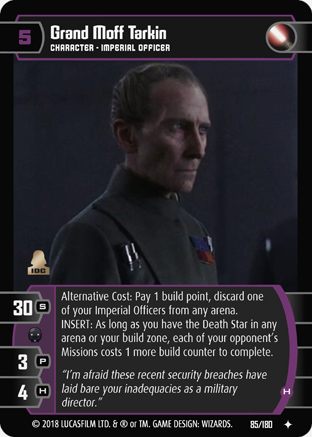 5 Grand Moff Tarkin
CHARACTER - IMPERIAL OFFICER
IDC
30 S
3 P
4 H
Alternative Cost: Pay 1 build point, discard one
of your Imperial Officers from any arena.
INSERT: As long as you have the Death Star in any
arena or your build zone, each of your opponent's
Missions costs 1 more build counter to complete.
"I'm afraid these recent security breaches have
laid bare your inadequacies as a military
director."
H
© 2018 LUCASFILM LTD. & ® OR TM. GAME DESIGN: WIZARDS. 85/180